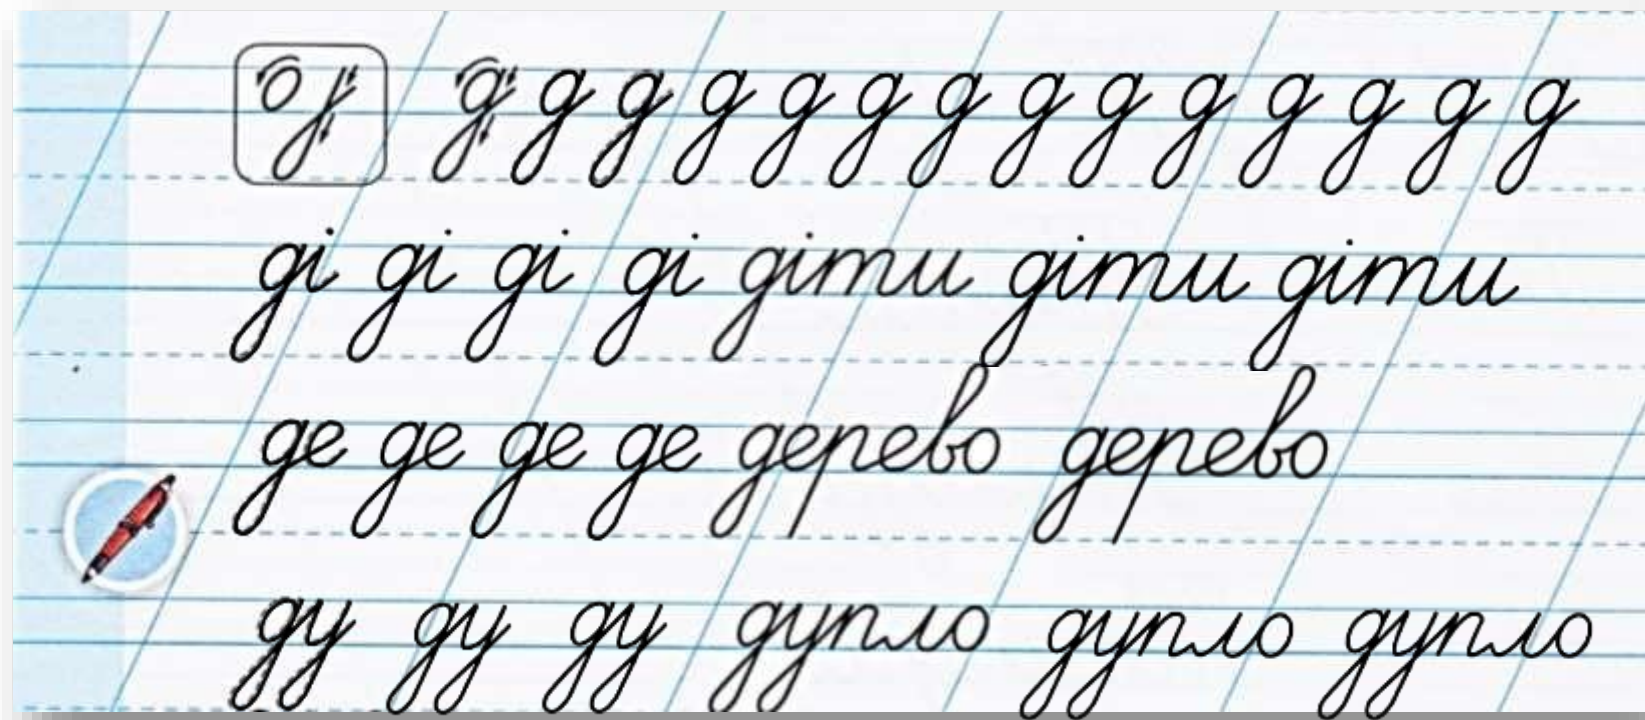 д д д д д д д д д д д д д д
ді ді ді ді діти діти діти
де де де де дерево дерево
ду ду ду дупло дупло дупло